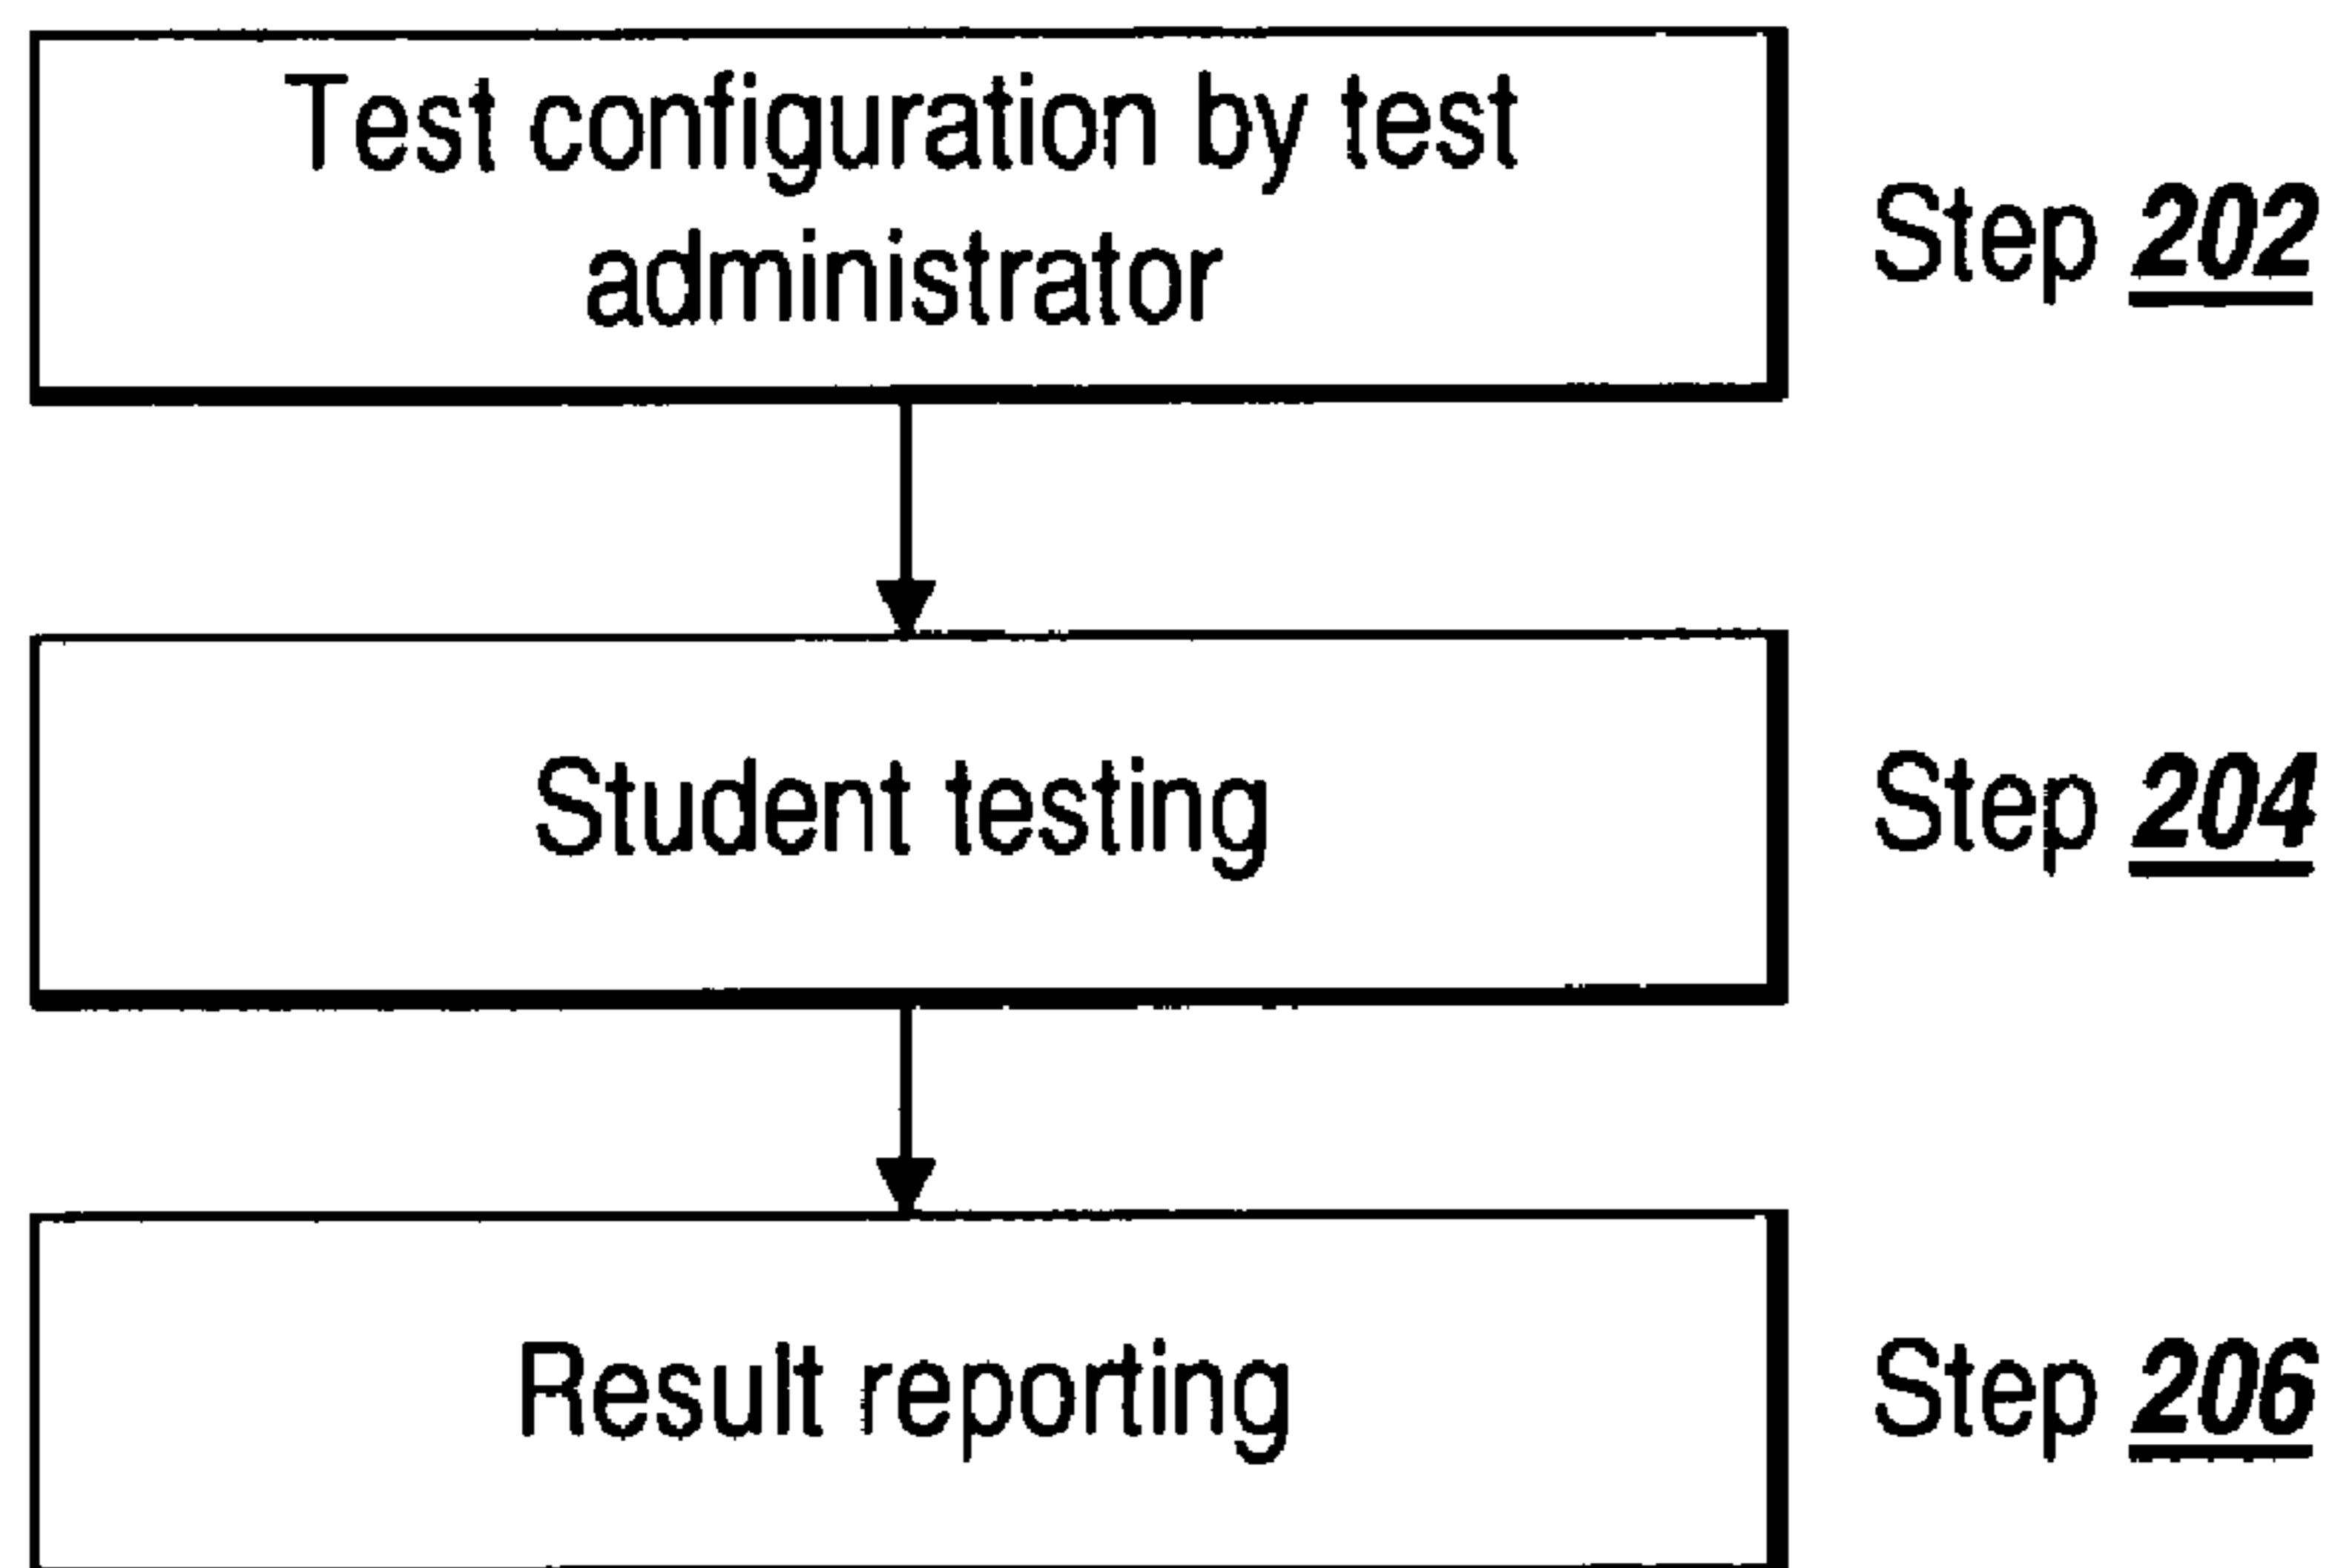 Test configuration by test
administrator
Step 202
Student testing
Step 204
Result reporting
Step 206